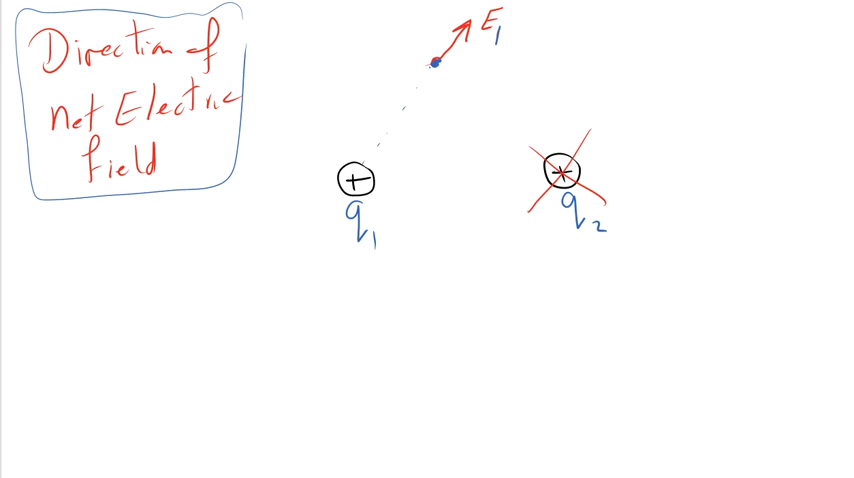 Direction of
net Electric
field
E1
+
q1
+
q2